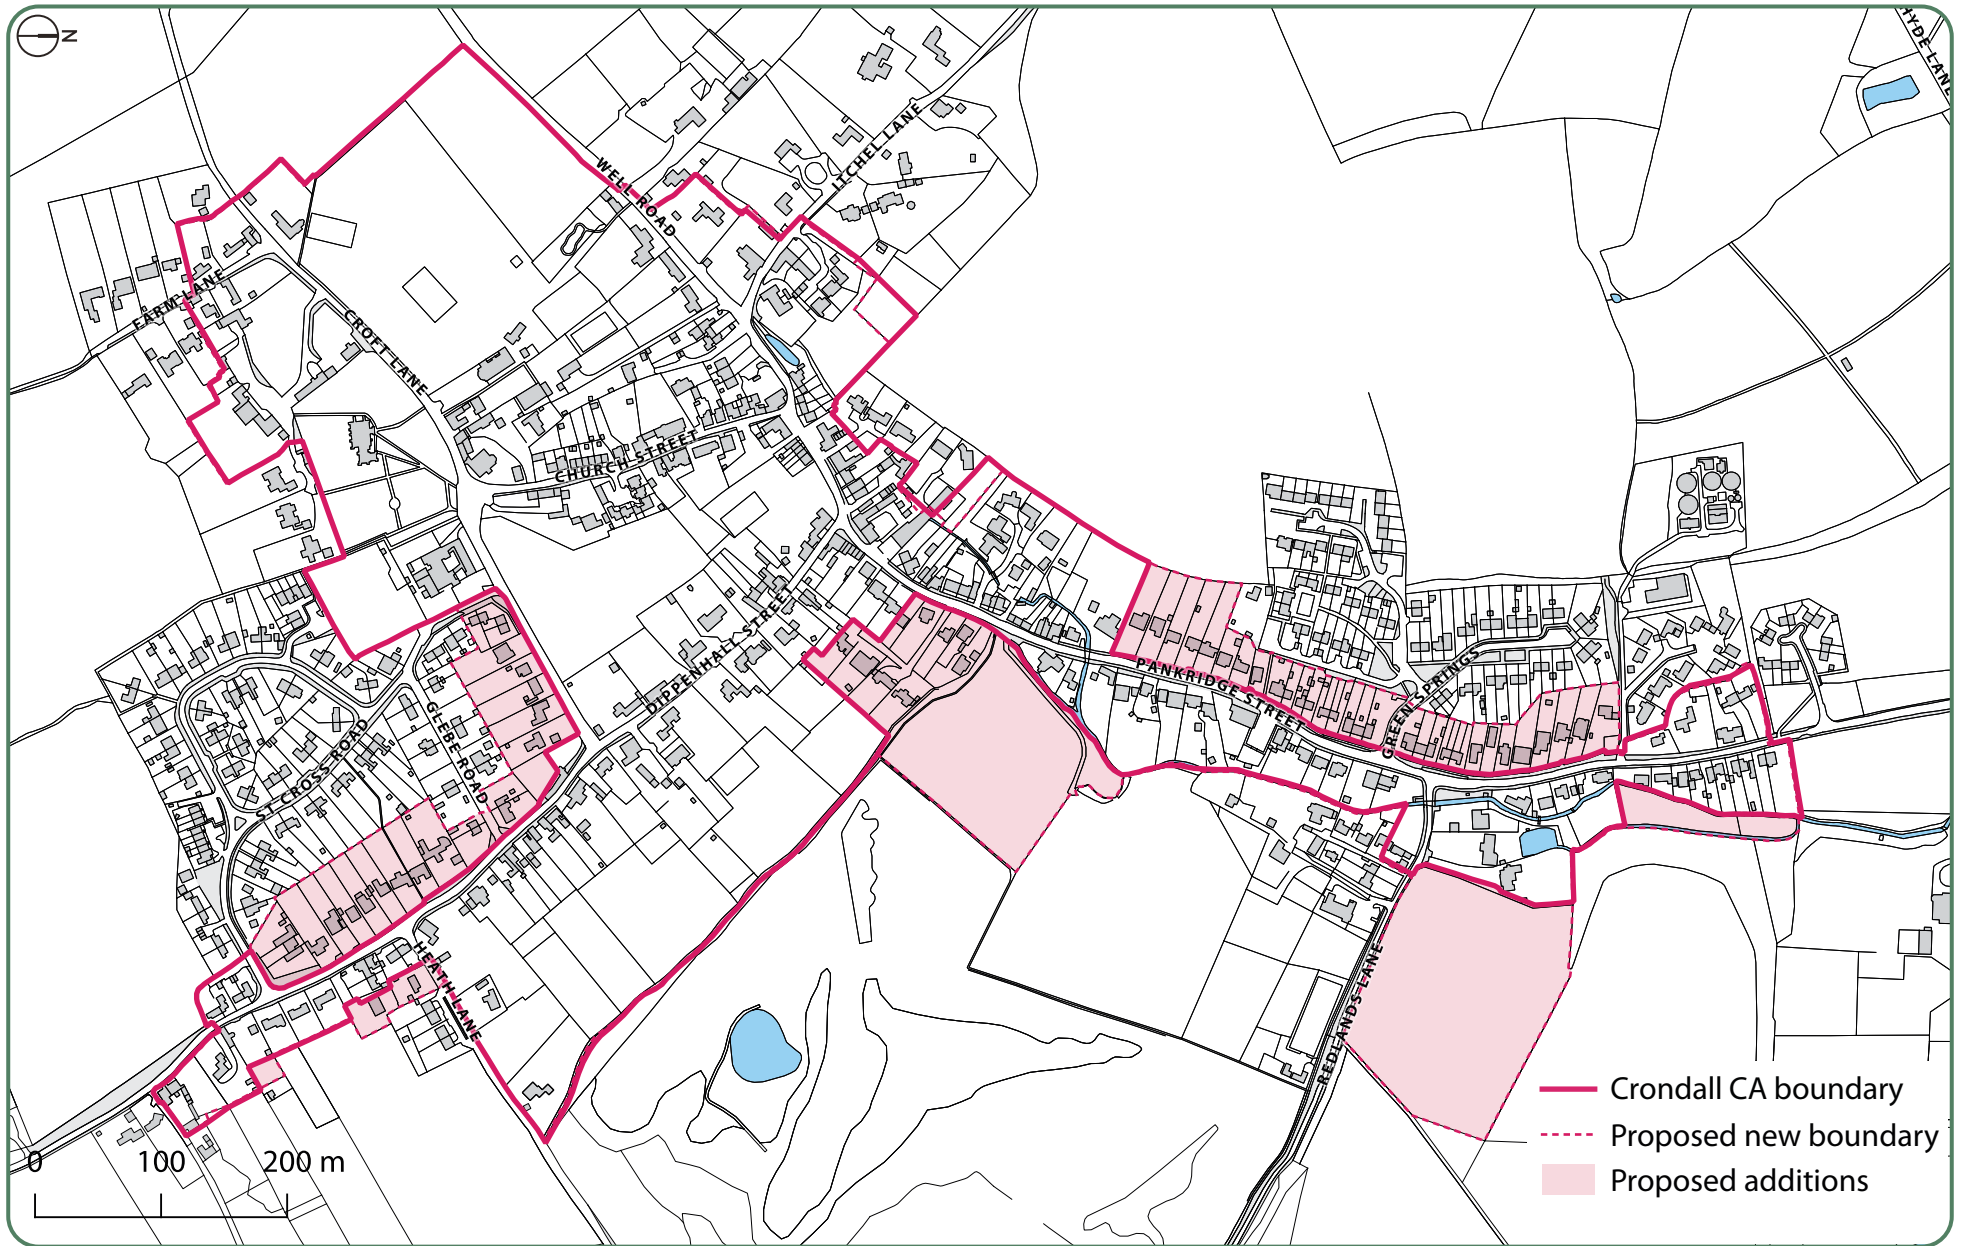 N
HYDE LANE
ITCHEL LANE
WELL ROAD
FARM LANE
CROFT LANE
CHURCH STREET
DIPPENHALL STREET
PANKRIDGE STREET
GREEN SPRINGS
GLEBE ROAD
ST CROSS ROAD
HEATH LANE
REDLANDS LANE
Crondall CA boundary
Proposed new boundary
Proposed additions
0 100 200 m